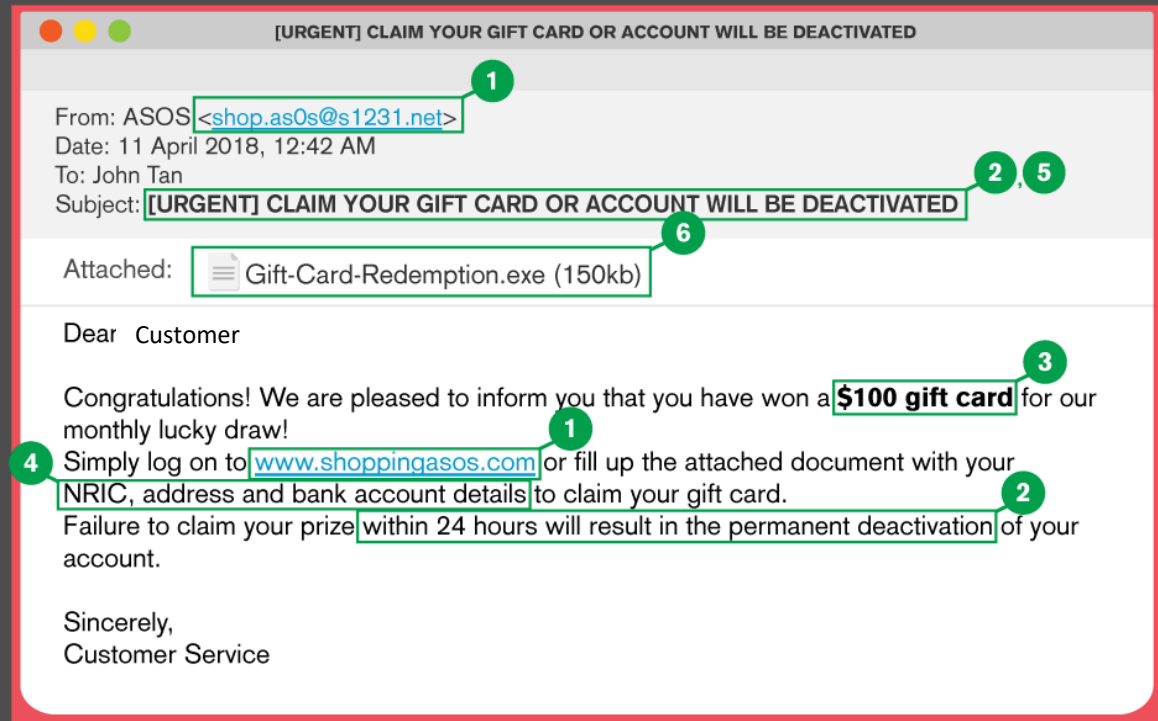 [URGENT] CLAIM YOUR GIFT CARD OR ACCOUNT WILL BE DEACTIVATED
1
From: ASOS <shop.as0s@s1231.net>
Date: 11 April 2018, 12:42 AM
To: John Tan
2, 5
Subject: [URGENT] CLAIM YOUR GIFT CARD OR ACCOUNT WILL BE DEACTIVATED
6
Attached: Gift-Card-Redemption.exe (150kb)
Dear Customer
3
Congratulations! We are pleased to inform you that you have won a $100 gift card for our
monthly lucky draw!
1
4 Simply log on to www.shoppingasos.com or fill up the attached document with your
NRIC, address and bank account details to claim your gift card.
2
Failure to claim your prize within 24 hours will result in the permanent deactivation of your
account.
Sincerely,
Customer Service